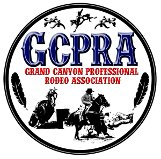 GCPRA
GRAND CANYON PROFESSIONAL
RODEO ASSOCIATION